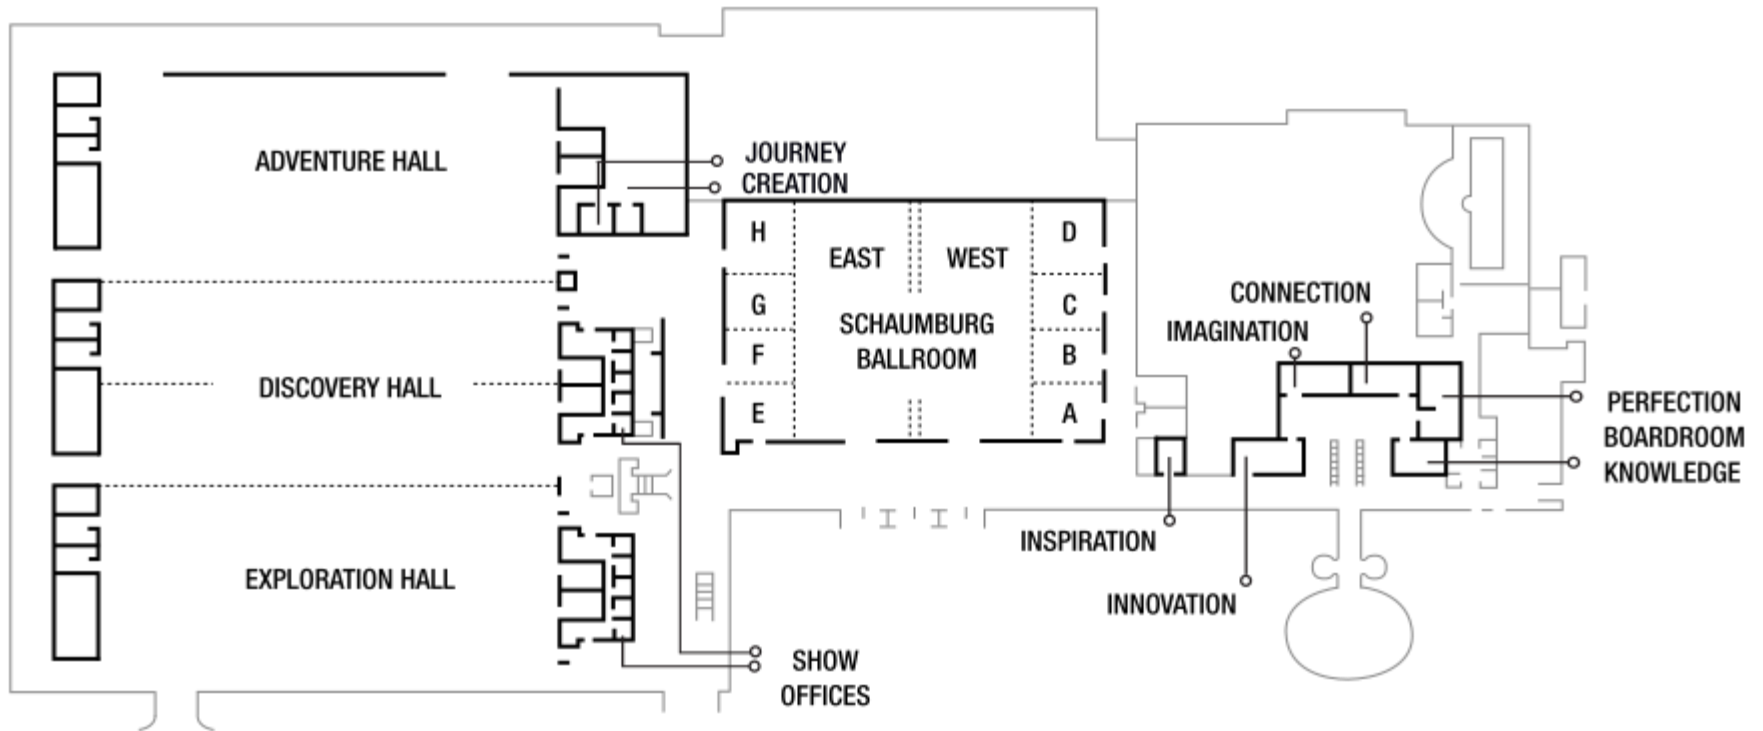 ADVENTURE HALL
JOURNEY
CREATION
DISCOVERY HALL
EXPLORATION HALL
H
G
F
E
EAST
WEST
SCHAUMBURG
BALLROOM
D
C
B
A
CONNECTION
IMAGINATION
PERFECTION
BOARDROOM
KNOWLEDGE
INSPIRATION
INNOVATION
SHOW
OFFICES